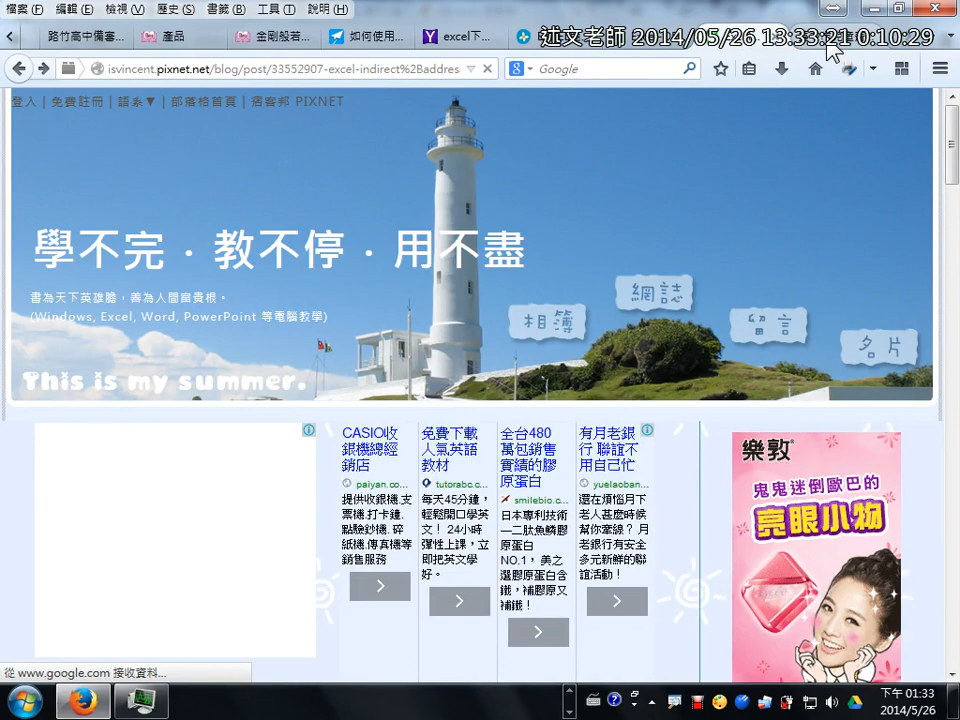 檔案(F) 編輯(E) 檢視(V) 歷史(S) 書籤(B) 工具(T) 說明(H)
路竹高中備審... 產品 金剛般若... 如何使用... excel下...
述文老師 2014/05/26 13:33:21 0:10:29
isvincent.pixnet.net/blog/post/33552907-excel-indirect%2Baddres
Google
登入 | 免費註冊 | 語系▼ | 部落格首頁 | 痞客邦 PIXNET
學不完．教不停．用不盡
書為天下英雄膽，善為人間富貴根。
(Windows, Excel, Word, PowerPoint 等電腦教學)
相簿
網誌
留言
名片
This is my summer.
CASIO收
銀機總經
銷店
paiyan.co...
提供收銀機.支
票機.打卡鐘.
點驗鈔機. 碎
紙機.傳真機等
銷售服務
免費下載
人氣英語
教材
tutorabc.c...
每天45分鐘，
輕鬆開口學英
文！ 24小時
彈性上課，立
即把英文學
好。
全台480
萬包銷售
實績的膠
原蛋白
smilebio.c...
日本專利技術
—二肽魚鱗膠
原蛋白
NO.1， 美之
選膠原蛋白含
鐵，補膠原又
補鐵！
有月老銀
行 聯誼不
用自己忙
yuelaoban...
還在煩惱月下
老人甚麼時候
幫你牽線？ 月
老銀行有安全
多元新鮮的聯
誼活動！
樂敦
鬼鬼迷倒歐巴的
亮眼小物
從 www.google.com 接收資料...
下午 01:33
2014/5/26